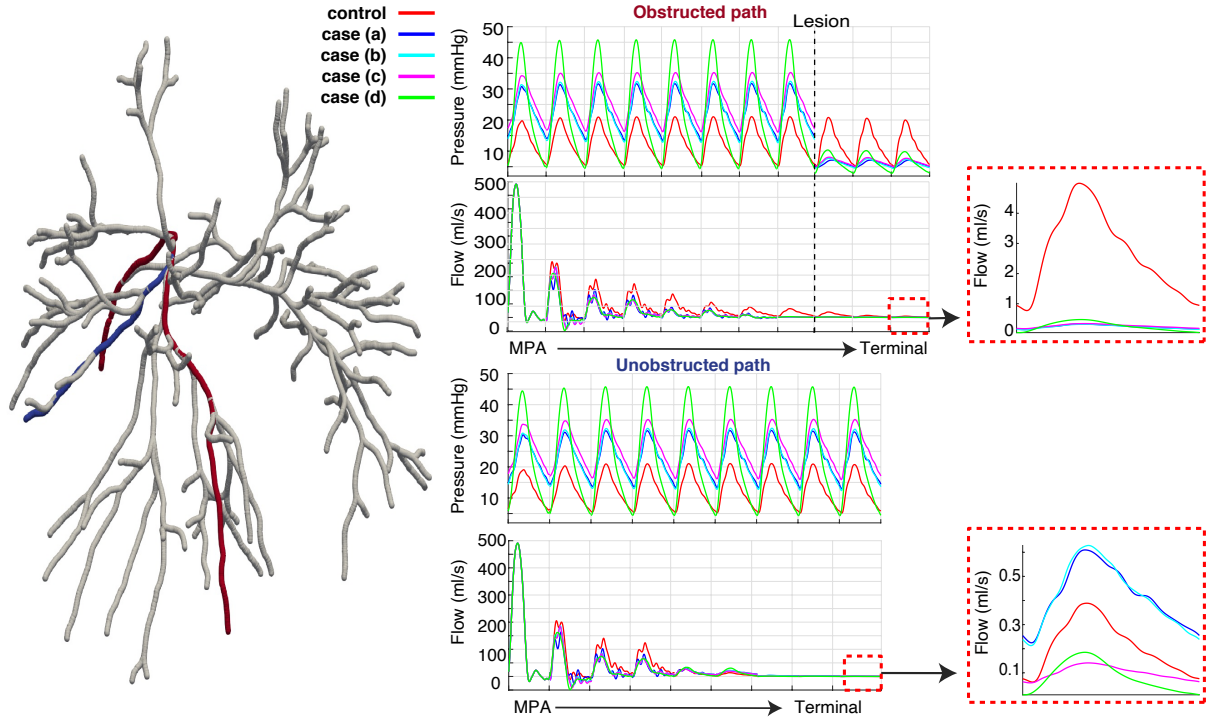 control
case (a)
case (b)
case (c)
case (d)
Obstructed path
Lesion
Pressure (mmHg)
50
40
30
20
10
Flow (ml/s)
500
400
300
200
100
0
MPA
Terminal
Flow (ml/s)
4
3
2
1
0
Unobstructed path
Pressure (mmHg)
50
40
30
20
10
Flow (ml/s)
500
400
300
200
100
0
MPA
Terminal
Flow (ml/s)
0.5
0.3
0.1